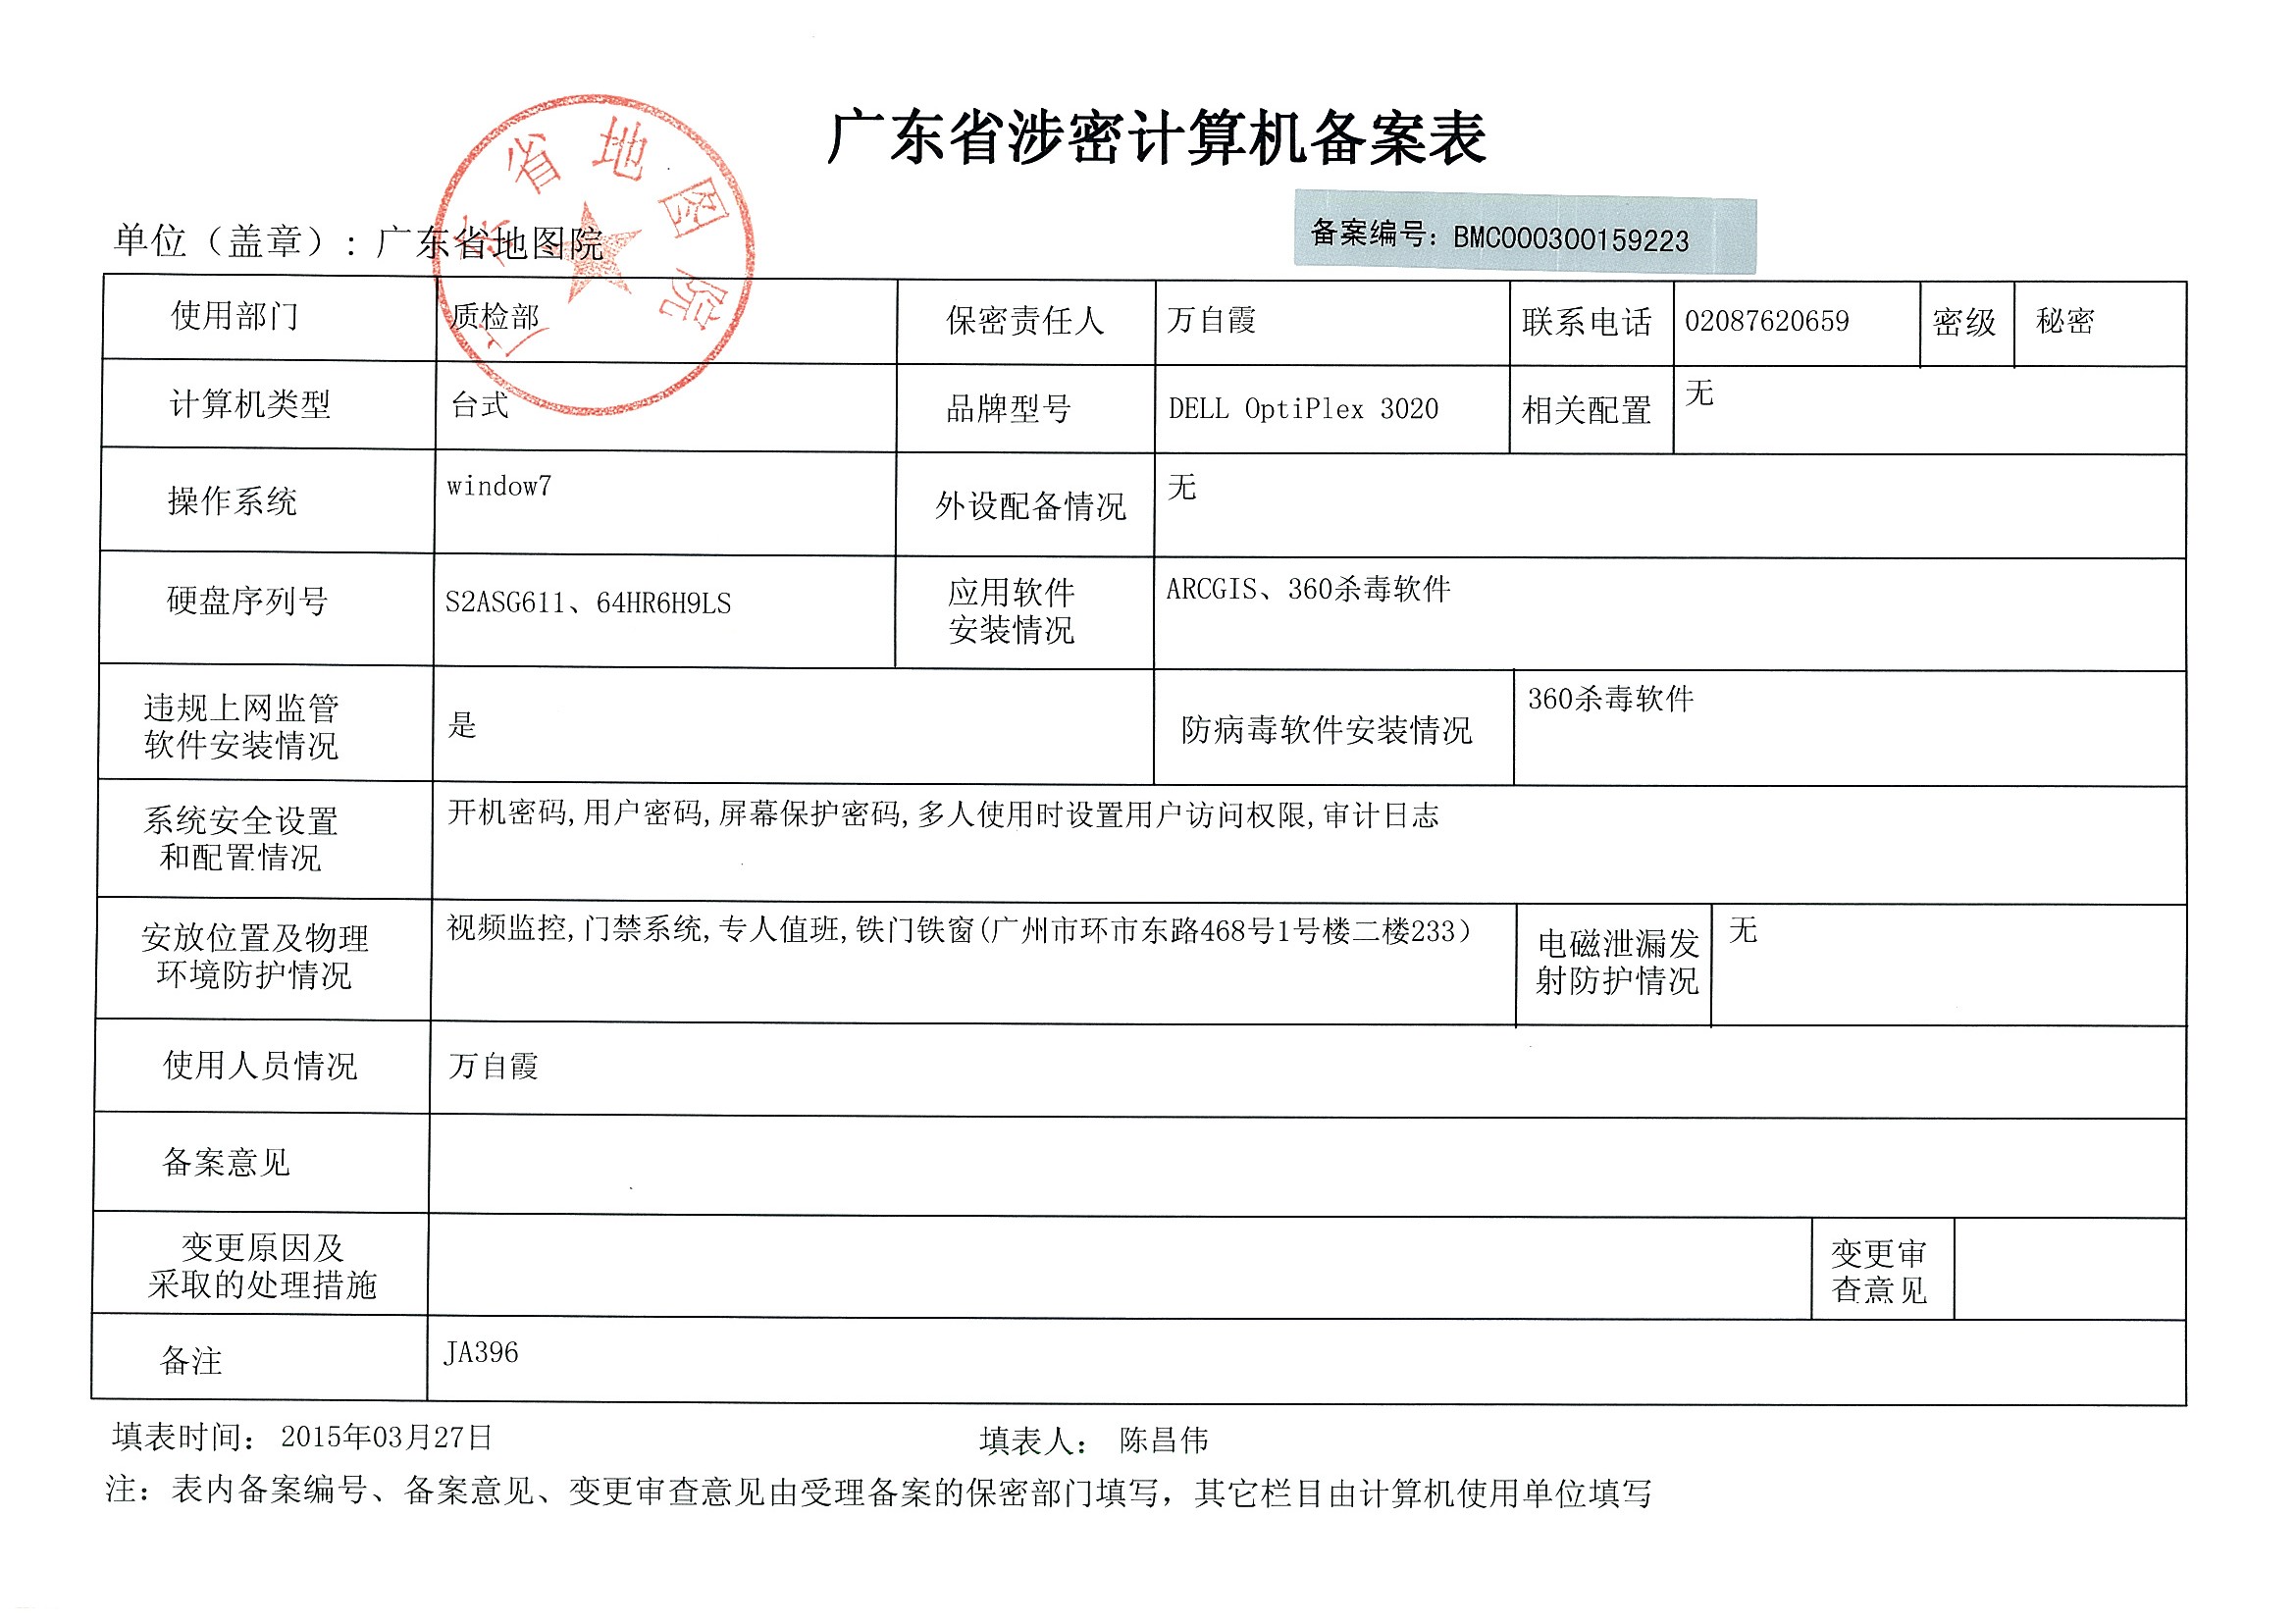 广东省涉密计算机备案表
单位（盖章）: 广东省地图院
备案编号：BMC000300159223
广东省地图院
使用部门 质检部 保密责任人 万自霞 联系电话 02087620659 密级 秘密
计算机类型 台式 品牌型号 DELL OptiPlex 3020 相关配置 无
操作系统 window7 外设配备情况 无
硬盘序列号 S2ASG611、64HR6H9LS 应用软件
安装情况 ARCGIS、360杀毒软件
违规上网监管
软件安装情况 是 防病毒软件安装情况 360杀毒软件
系统安全设置
和配置情况 开机密码,用户密码,屏幕保护密码,多人使用时设置用户访问权限,审计日志
安放位置及物理
环境防护情况 视频监控,门禁系统,专人值班,铁门铁窗(广州市环市东路468号1号楼二楼233） 电磁泄漏发
射防护情况 无
使用人员情况 万自霞
备案意见
变更原因及
采取的处理措施 变更审
查意见
备注 JA396
填表时间： 2015年03月27日 填表人： 陈昌伟
注：表内备案编号、备案意见、变更审查意见由受理备案的保密部门填写，其它栏目由计算机使用单位填写